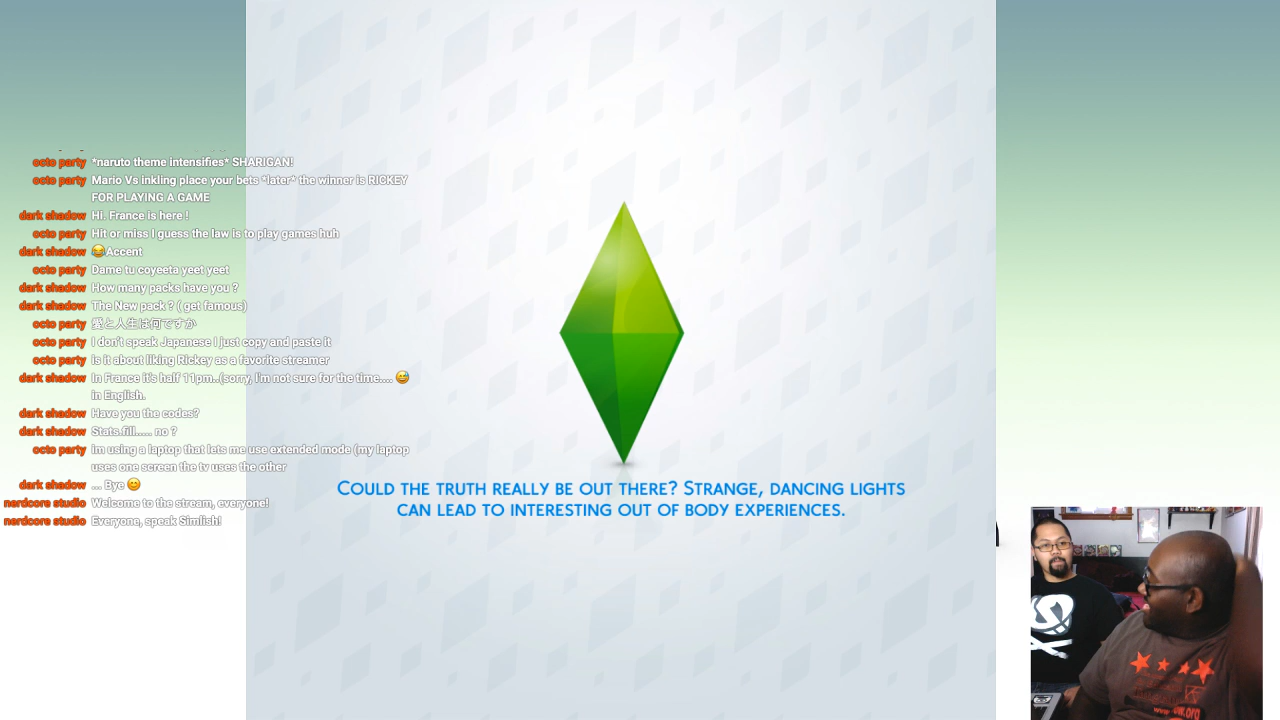 octo party *naruto theme intensifies* SHARIGAN!
octo party Mario Vs inkling place your bets *later* the winner is RICKEY
FOR PLAYING A GAME
dark shadow Hi. France is here !
octo party Hit or miss I guess the law is to play games huh
dark shadow 😂Accent
octo party Dame tu coyeeta yeet yeet
dark shadow How many packs have you ?
dark shadow The New pack ? ( get famous)
octo party 愛と人生は何ですか
octo party I don't speak Japanese I just copy and paste it
octo party Is it about liking Rickey as a favorite streamer
dark shadow In France it's half 11pm..(sorry, I'm not sure for the time.... 😅
in English.
dark shadow Have you the codes?
dark shadow Stats.fill..... no ?
octo party im using a laptop that lets me use extended mode (my laptop
uses one screen the tv uses the other
dark shadow ... Bye 😊
nerdcore studio Welcome to the stream, everyone!
nerdcore studio Everyone, speak Simlish!
COULD THE TRUTH REALLY BE OUT THERE? STRANGE, DANCING LIGHTS
CAN LEAD TO INTERESTING OUT OF BODY EXPERIENCES.